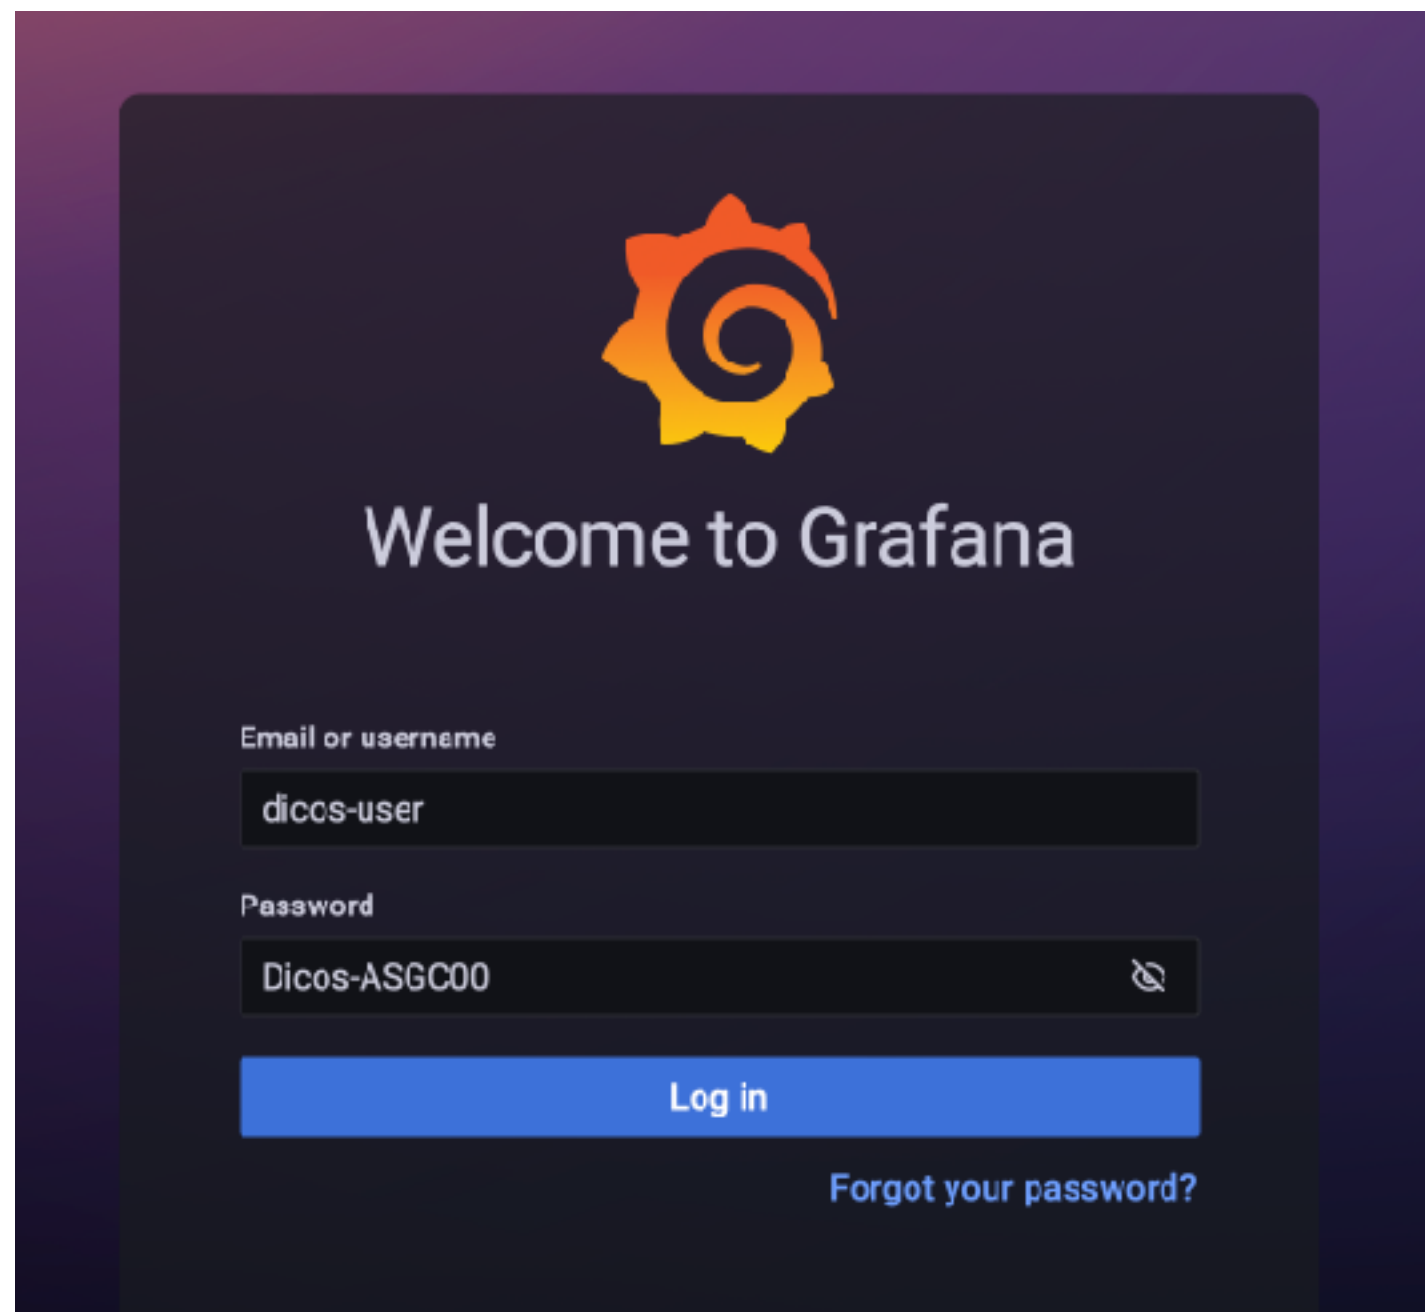 Welcome to Grafana
Email or username
dicos-user
Password
Dicos-ASGC00
Log in
Forgot your password?